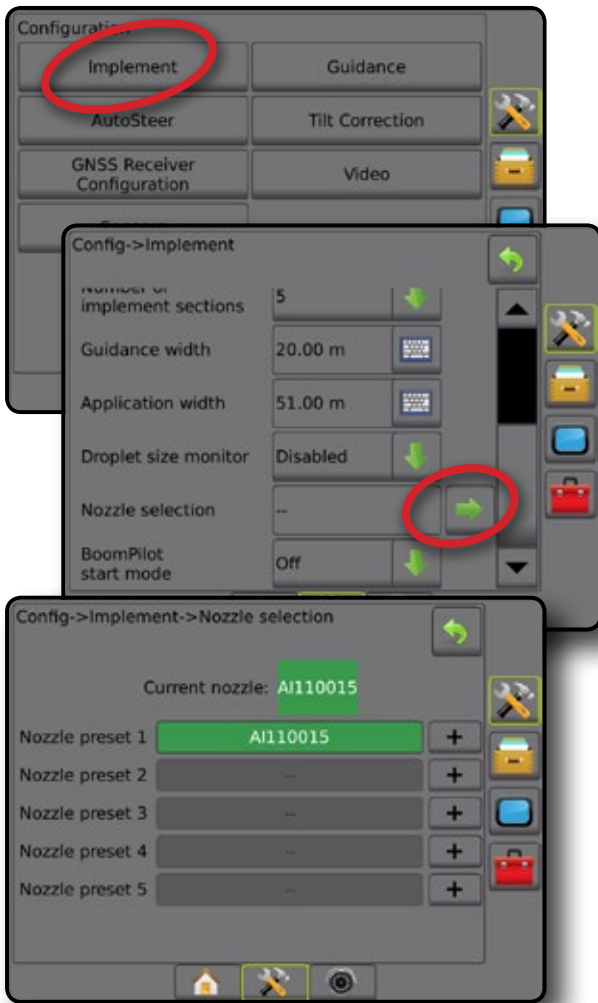 Configuration
Implement
Guidance
AutoSteer
Tilt Correction
GNSS Receiver
Configuration
Video
Config->Implement
Number of
implement sections
5
Guidance width
20.00 m
Application width
51.00 m
Droplet size monitor
Disabled
Nozzle selection
--
BoomPilot
start mode
Off
Config->Implement->Nozzle selection
Current nozzle: AI110015
Nozzle preset 1 AI110015 +
Nozzle preset 2 -- +
Nozzle preset 3 -- +
Nozzle preset 4 -- +
Nozzle preset 5 -- +